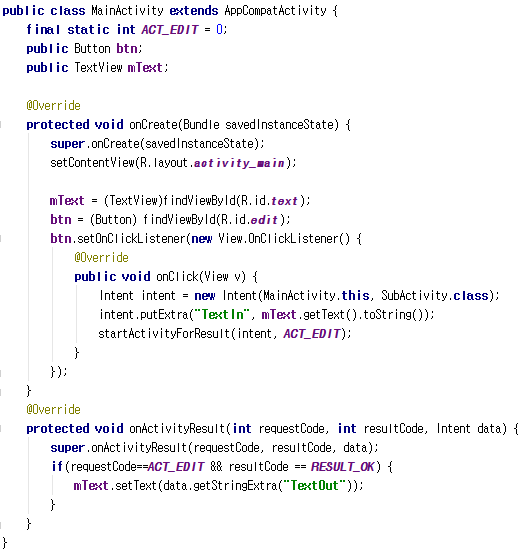 public class MainActivity extends AppCompatActivity {
    final static int ACT_EDIT = 0;
    public Button btn;
    public TextView mText;

    @Override
    protected void onCreate(Bundle savedInstanceState) {
        super.onCreate(savedInstanceState);
        setContentView(R.layout.activity_main);

        mText = (TextView)findViewById(R.id.text);
        btn = (Button) findViewById(R.id.edit);
        btn.setOnClickListener(new View.OnClickListener() {
            @Override
            public void onClick(View v) {
                Intent intent = new Intent(MainActivity.this, SubActivity.class);
                intent.putExtra("TextIn", mText.getText().toString());
                startActivityForResult(intent, ACT_EDIT);
            }
        });
    }
    @Override
    protected void onActivityResult(int requestCode, int resultCode, Intent data) {
        super.onActivityResult(requestCode, resultCode, data);
        if(requestCode==ACT_EDIT && resultCode == RESULT_OK) {
            mText.setText(data.getStringExtra("TextOut"));
        }
    }
}